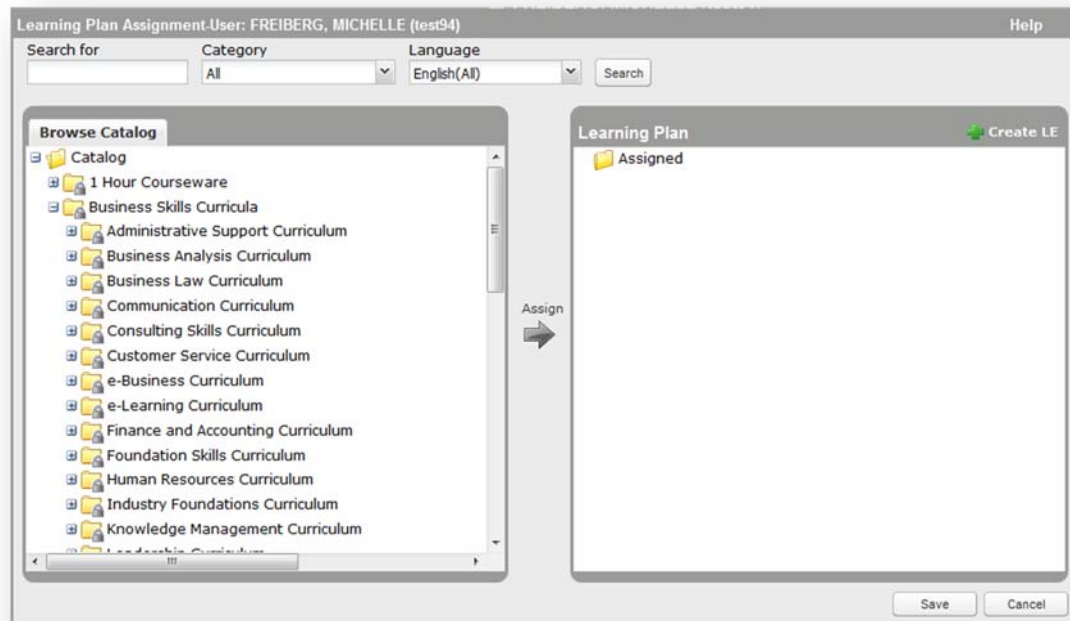 Learning Plan Assignment-User: FREIBERG, MICHELLE (test94) Help
Search for Category Language
All English(All) Search
Browse Catalog
Catalog
1 Hour Courseware
Business Skills Curricula
Administrative Support Curriculum
Business Analysis Curriculum
Business Law Curriculum
Communication Curriculum
Consulting Skills Curriculum
Customer Service Curriculum
e-Business Curriculum
e-Learning Curriculum
Finance and Accounting Curriculum
Foundation Skills Curriculum
Human Resources Curriculum
Industry Foundations Curriculum
Knowledge Management Curriculum
Assign
Learning Plan Create LE
Assigned
Save Cancel